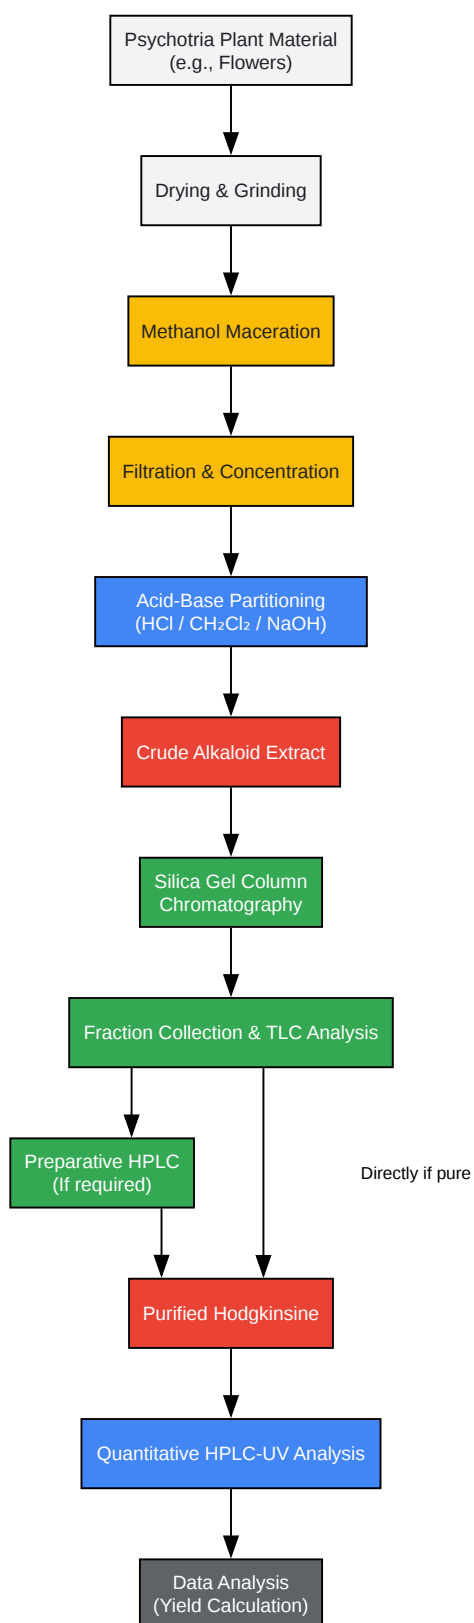 Psychotria Plant Material
(e.g., Flowers)
Drying & Grinding
Methanol Maceration
Filtration & Concentration
Acid-Base Partitioning
(HCl / CH₂Cl₂ / NaOH)
Crude Alkaloid Extract
Silica Gel Column
Chromatography
Fraction Collection & TLC Analysis
Preparative HPLC
(If required)
Directly if pure
Purified Hodgkinsine
Quantitative HPLC-UV Analysis
Data Analysis
(Yield Calculation)